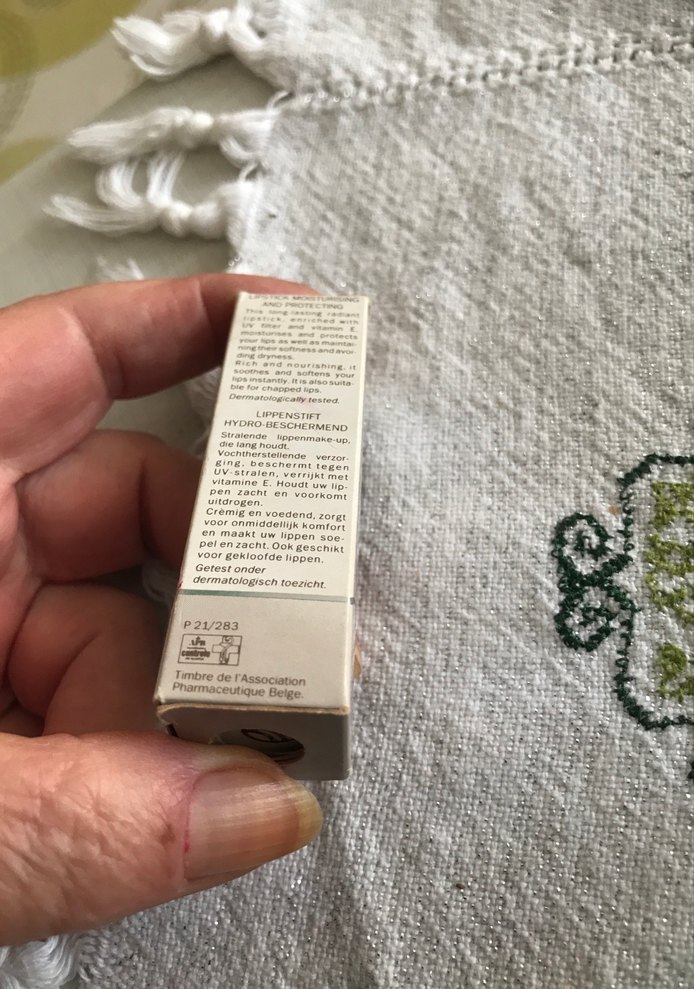 LIPSTICK MOISTURISING
AND PROTECTING
This long-lasting radiant
lipstick, enriched with
UV filter and vitamin E,
moisturises and protects
your lips as well as maintai-
ning their softness and avoi-
ding dryness.
Rich and nourishing, it
soothes and softens your
lips instantly. It is also suita-
ble for chapped lips.
Dermatologically tested.
LIPPENSTIFT
HYDRO-BESCHERMEND
Stralende lippenmake-up,
die lang houdt.
Vochtherstellende verzor-
ging, beschermt tegen
UV-stralen, verrijkt met
vitamine E. Houdt uw lip-
pen zacht en voorkomt
uitdrogen.
Crèmig en voedend, zorgt
voor onmiddellijk komfort
en maakt uw lippen soe-
pel en zacht. Ook geschikt
voor gekloofde lippen.
Getest onder
dermatologisch toezicht.
P 21/283
APB
controle
Timbre de l'Association
Pharmaceutique Belge.